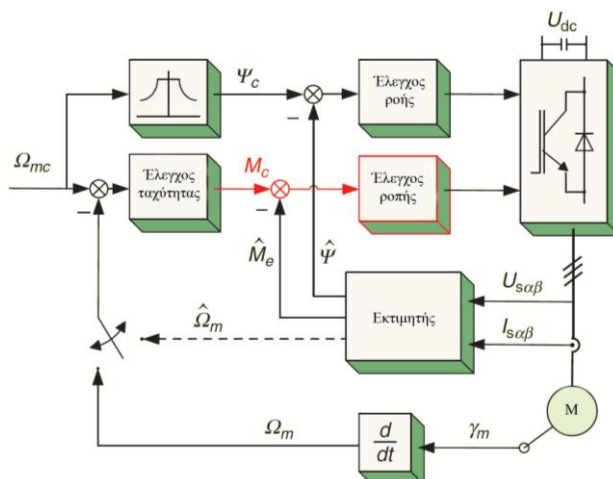 U_dc
Ψ_c
Έλεγχος
ροής
Ω_mc
Έλεγχος
ταχύτητας
M_c
Έλεγχος
ροπής
−
−
−
M̂_e
Ψ̂
Εκτιμητής
U_sαβ
I_sαβ
Ω̂_m
M
Ω_m
d
dt
γ_m